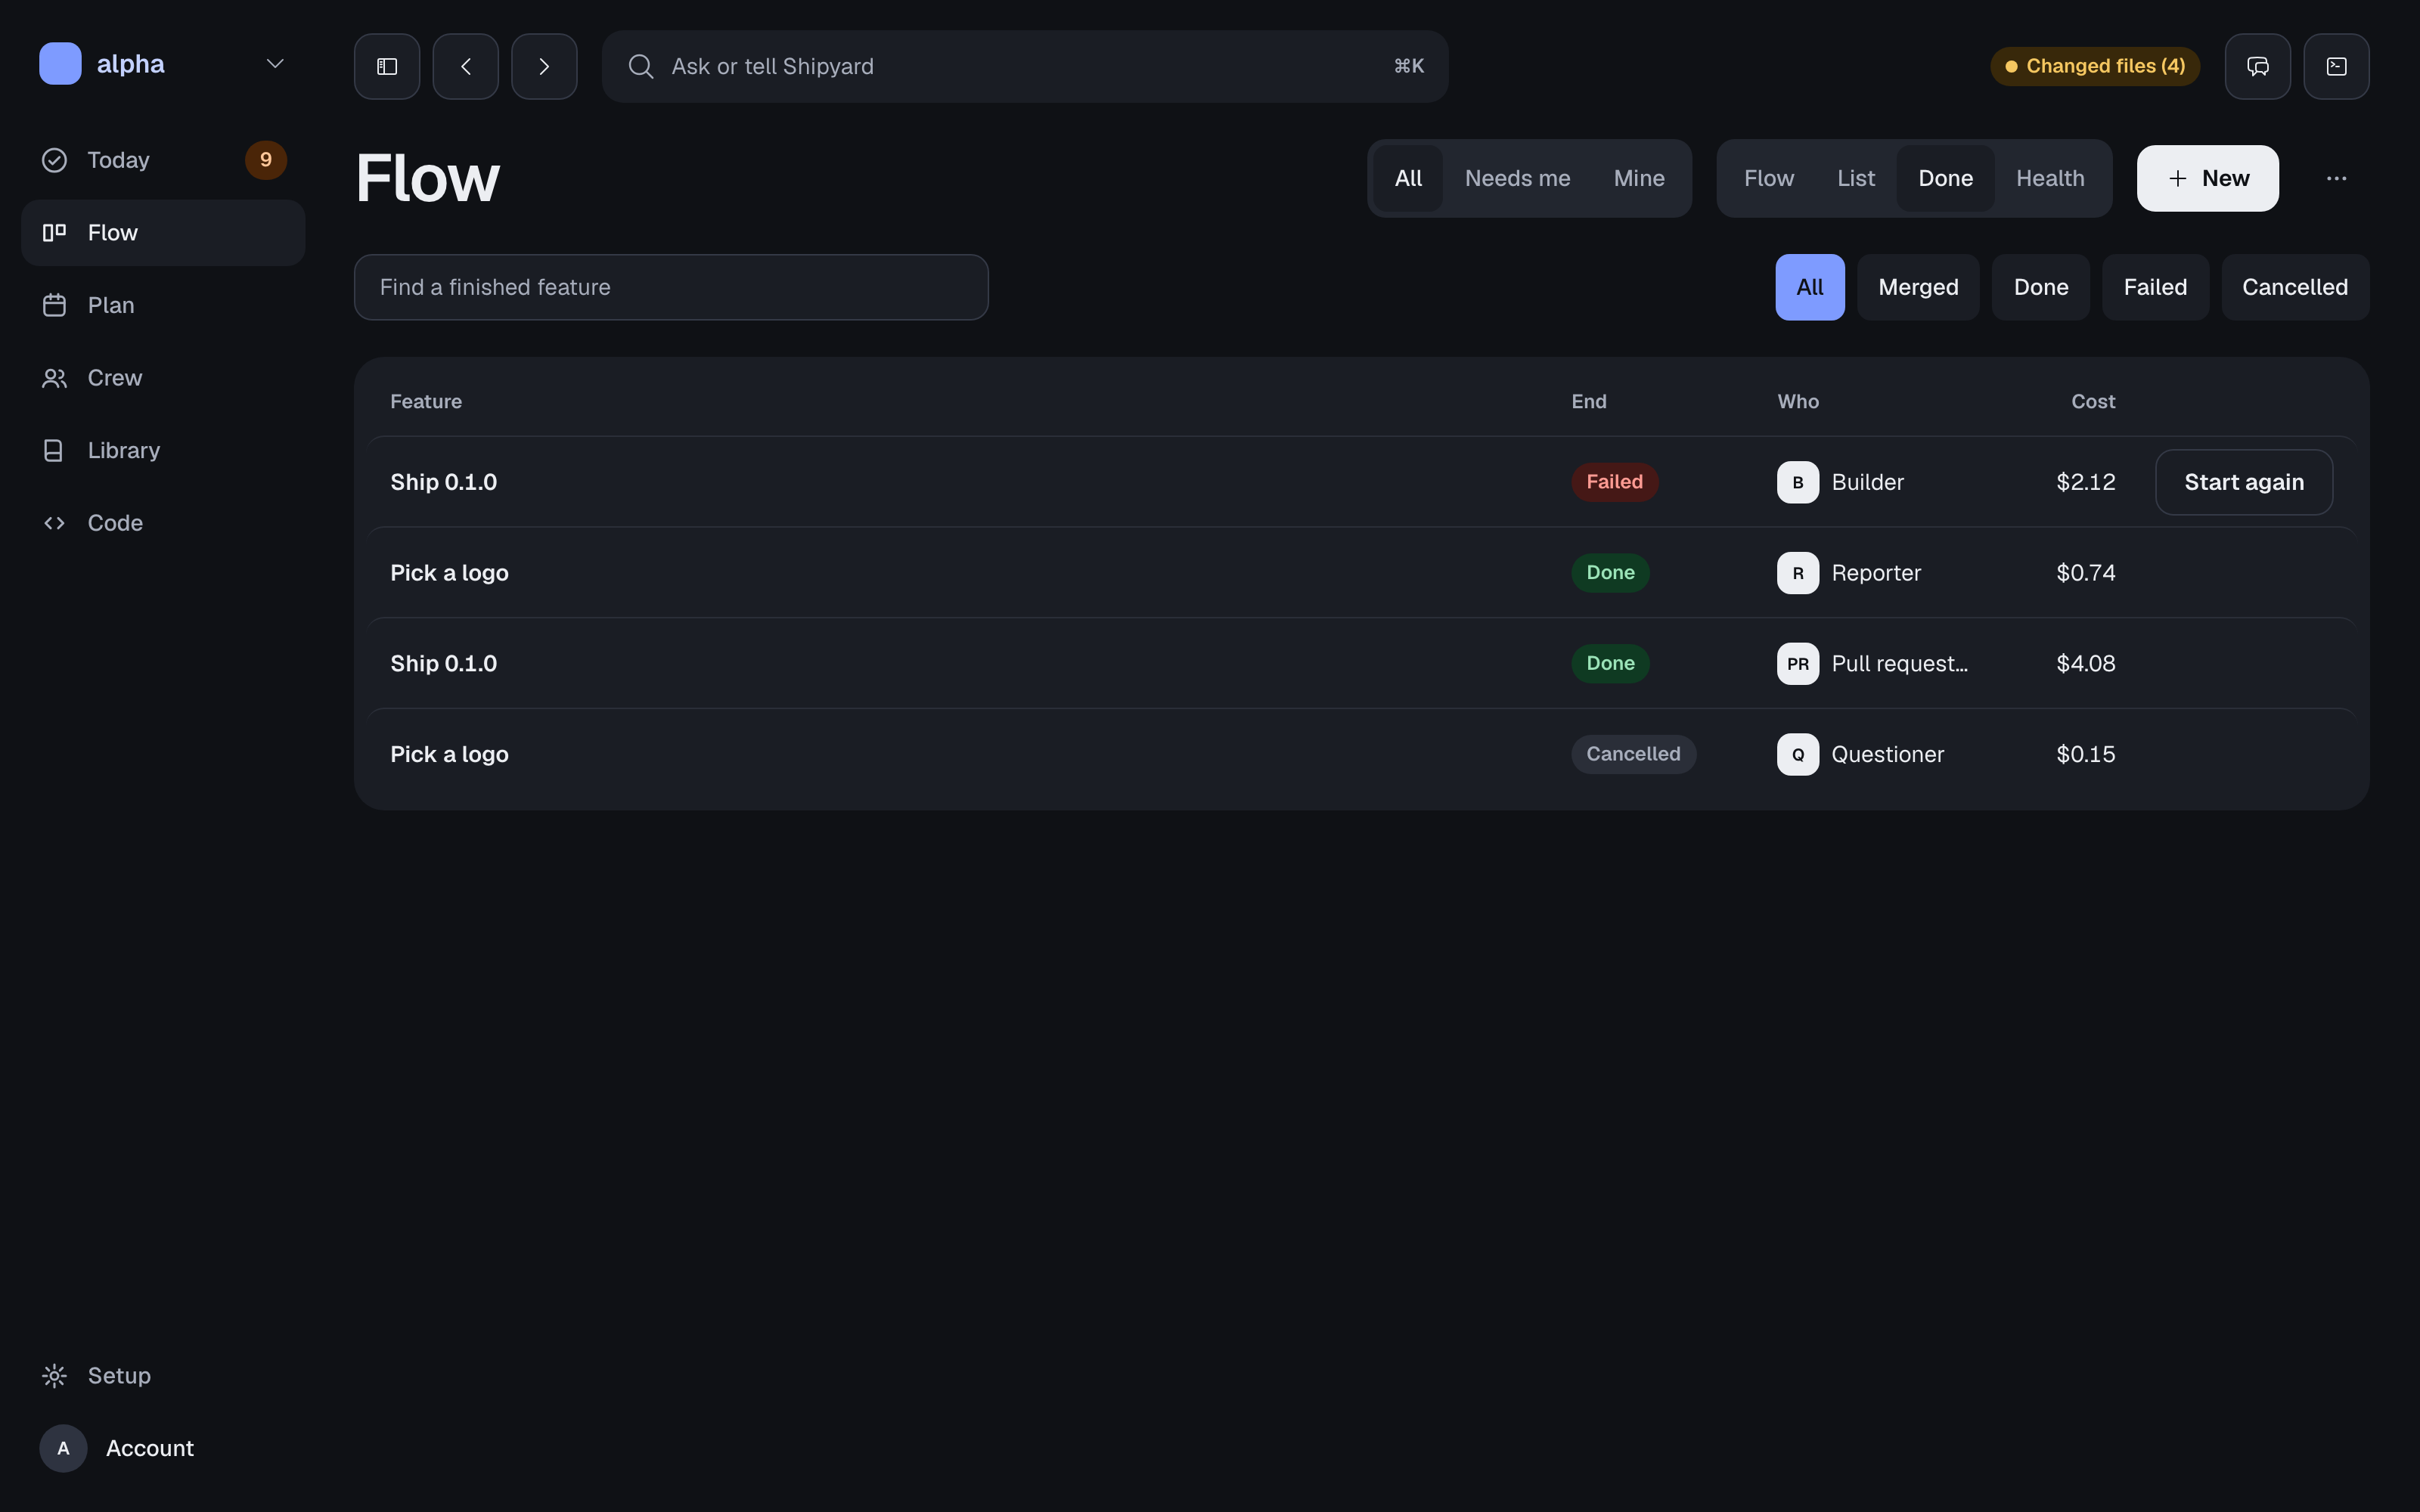 alpha
Ask or tell Shipyard ⌘K
Changed files (4)
Today 9
Flow
Plan
Crew
Library
Code
Setup
A Account
Flow
All Needs me Mine
Flow List Done Health
+ New
Find a finished feature
All Merged Done Failed Cancelled
Feature End Who Cost
Ship 0.1.0 Failed B Builder $2.12 Start again
Pick a logo Done R Reporter $0.74
Ship 0.1.0 Done PR Pull request… $4.08
Pick a logo Cancelled Q Questioner $0.15